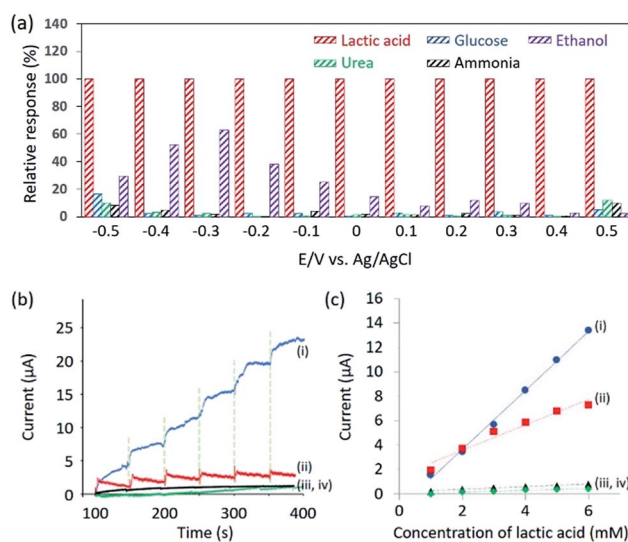 (a)
140
120
100
80
60
40
20
0
Relative response (%)
Lactic acid Glucose Ethanol
Urea Ammonia
-0.5 -0.4 -0.3 -0.2 -0.1 0 0.1 0.2 0.3 0.4 0.5
E/V vs. Ag/AgCl
(b)
25
20
15
10
5
0
Current (µA)
(i)
(ii)
(iii, iv)
100 200 300 400
Time (s)
(c)
16
14
12
10
8
6
4
2
0
Current (µA)
(i)
(ii)
(iii, iv)
0 2 4 6
Concentration of lactic acid (mM)